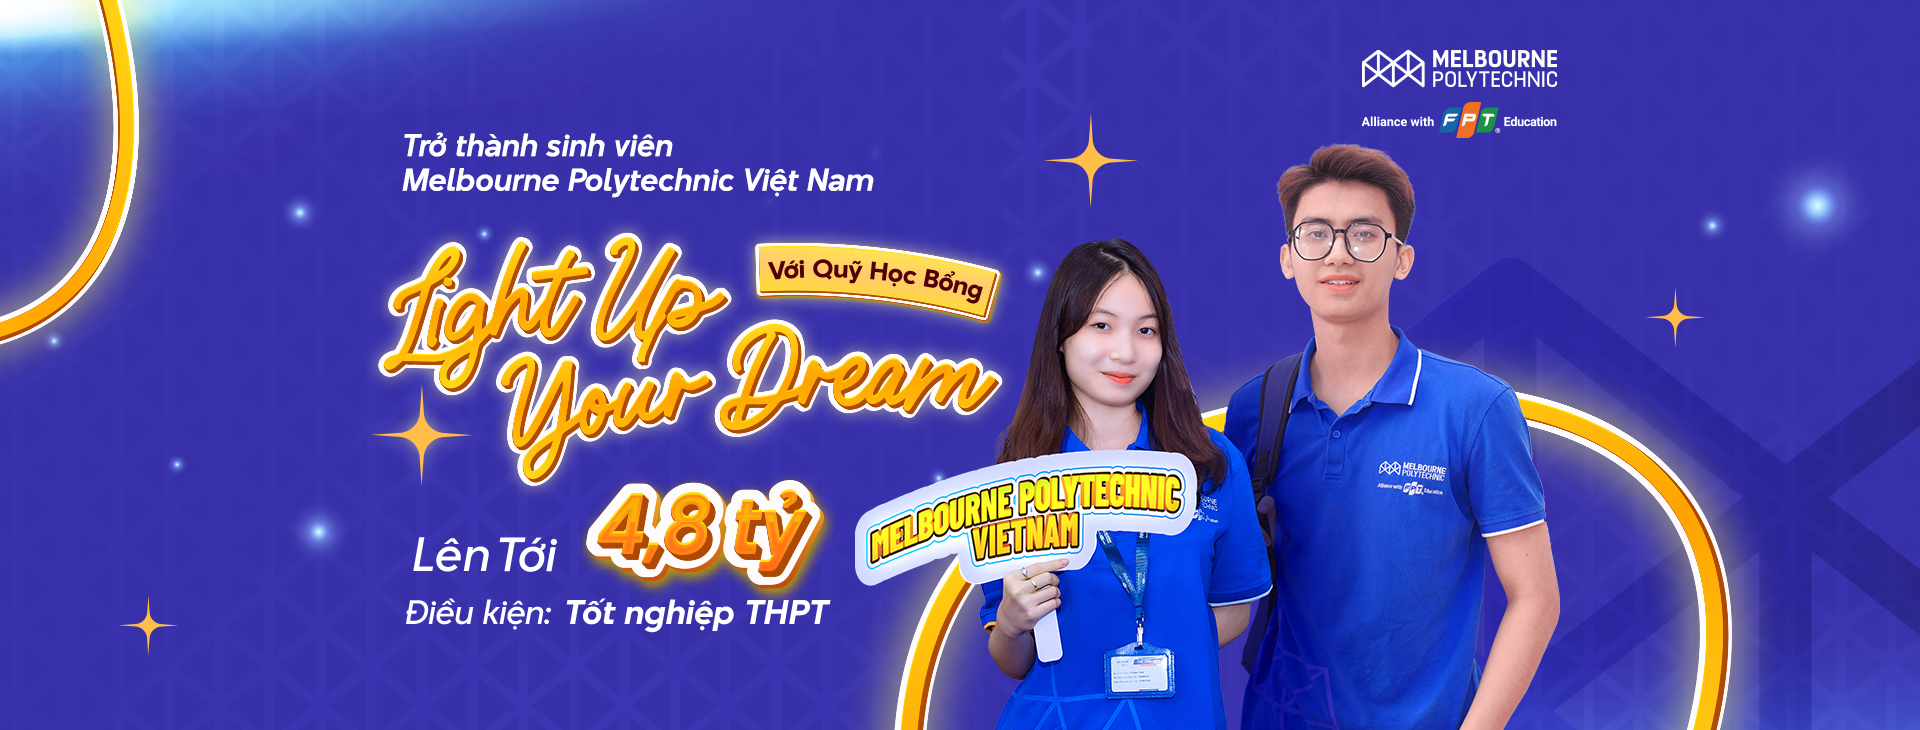 MELBOURNE
POLYTECHNIC
Alliance with FPT® Education
Trở thành sinh viên
Melbourne Polytechnic Việt Nam
Light Up
Your Dream
Với Quỹ Học Bổng
Lên Tới 4,8 tỷ
Điều kiện: Tốt nghiệp THPT
MELBOURNE POLYTECHNIC
VIETNAM
MELBOURNE
POLYTECHNIC
Alliance with FPT Education